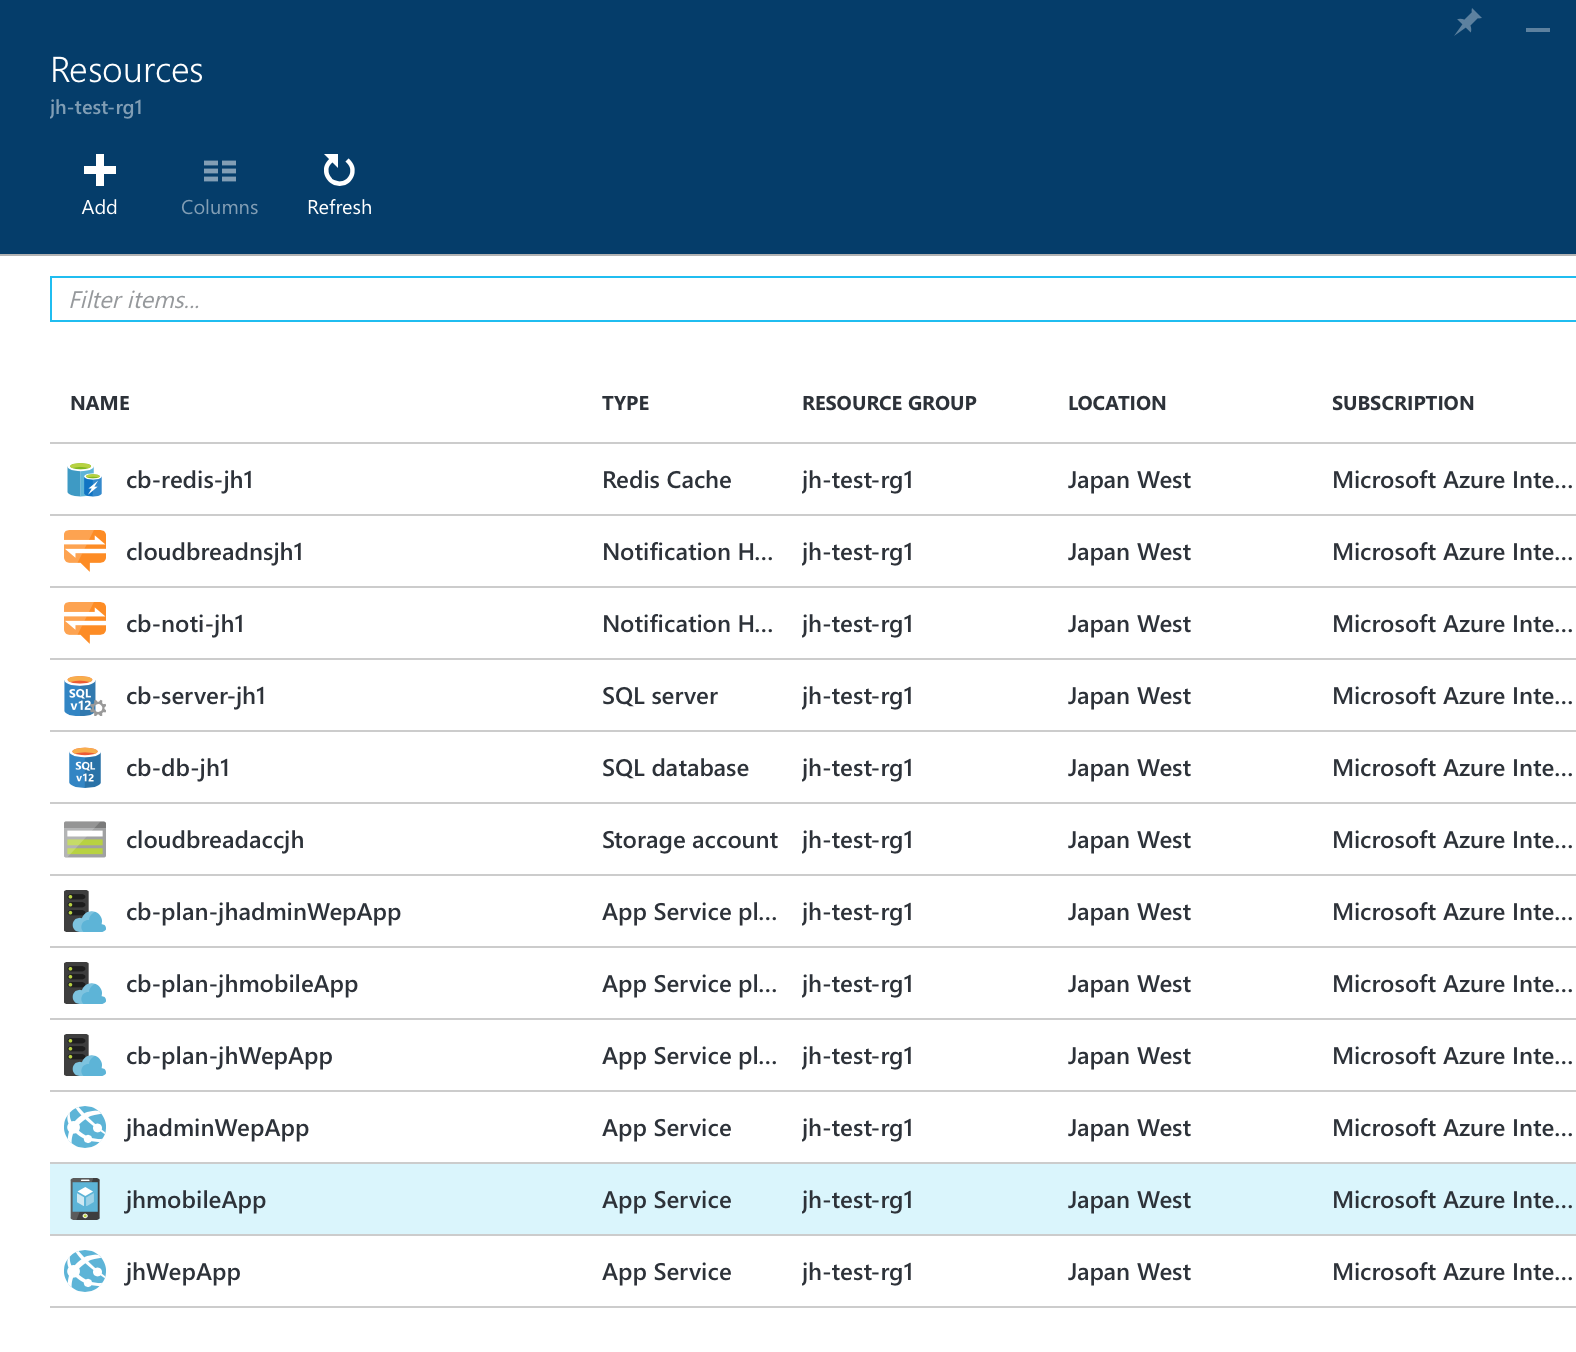 Resources
jh-test-rg1
Add Columns Refresh
Filter items...
NAME TYPE RESOURCE GROUP LOCATION SUBSCRIPTION
cb-redis-jh1 Redis Cache jh-test-rg1 Japan West Microsoft Azure Inte...
cloudbreadnsjh1 Notification H... jh-test-rg1 Japan West Microsoft Azure Inte...
cb-noti-jh1 Notification H... jh-test-rg1 Japan West Microsoft Azure Inte...
SQL v12 cb-server-jh1 SQL server jh-test-rg1 Japan West Microsoft Azure Inte...
SQL v12 cb-db-jh1 SQL database jh-test-rg1 Japan West Microsoft Azure Inte...
cloudbreadaccjh Storage account jh-test-rg1 Japan West Microsoft Azure Inte...
cb-plan-jhadminWepApp App Service pl... jh-test-rg1 Japan West Microsoft Azure Inte...
cb-plan-jhmobileApp App Service pl... jh-test-rg1 Japan West Microsoft Azure Inte...
cb-plan-jhWepApp App Service pl... jh-test-rg1 Japan West Microsoft Azure Inte...
jhadminWepApp App Service jh-test-rg1 Japan West Microsoft Azure Inte...
jhmobileApp App Service jh-test-rg1 Japan West Microsoft Azure Inte...
jhWepApp App Service jh-test-rg1 Japan West Microsoft Azure Inte...